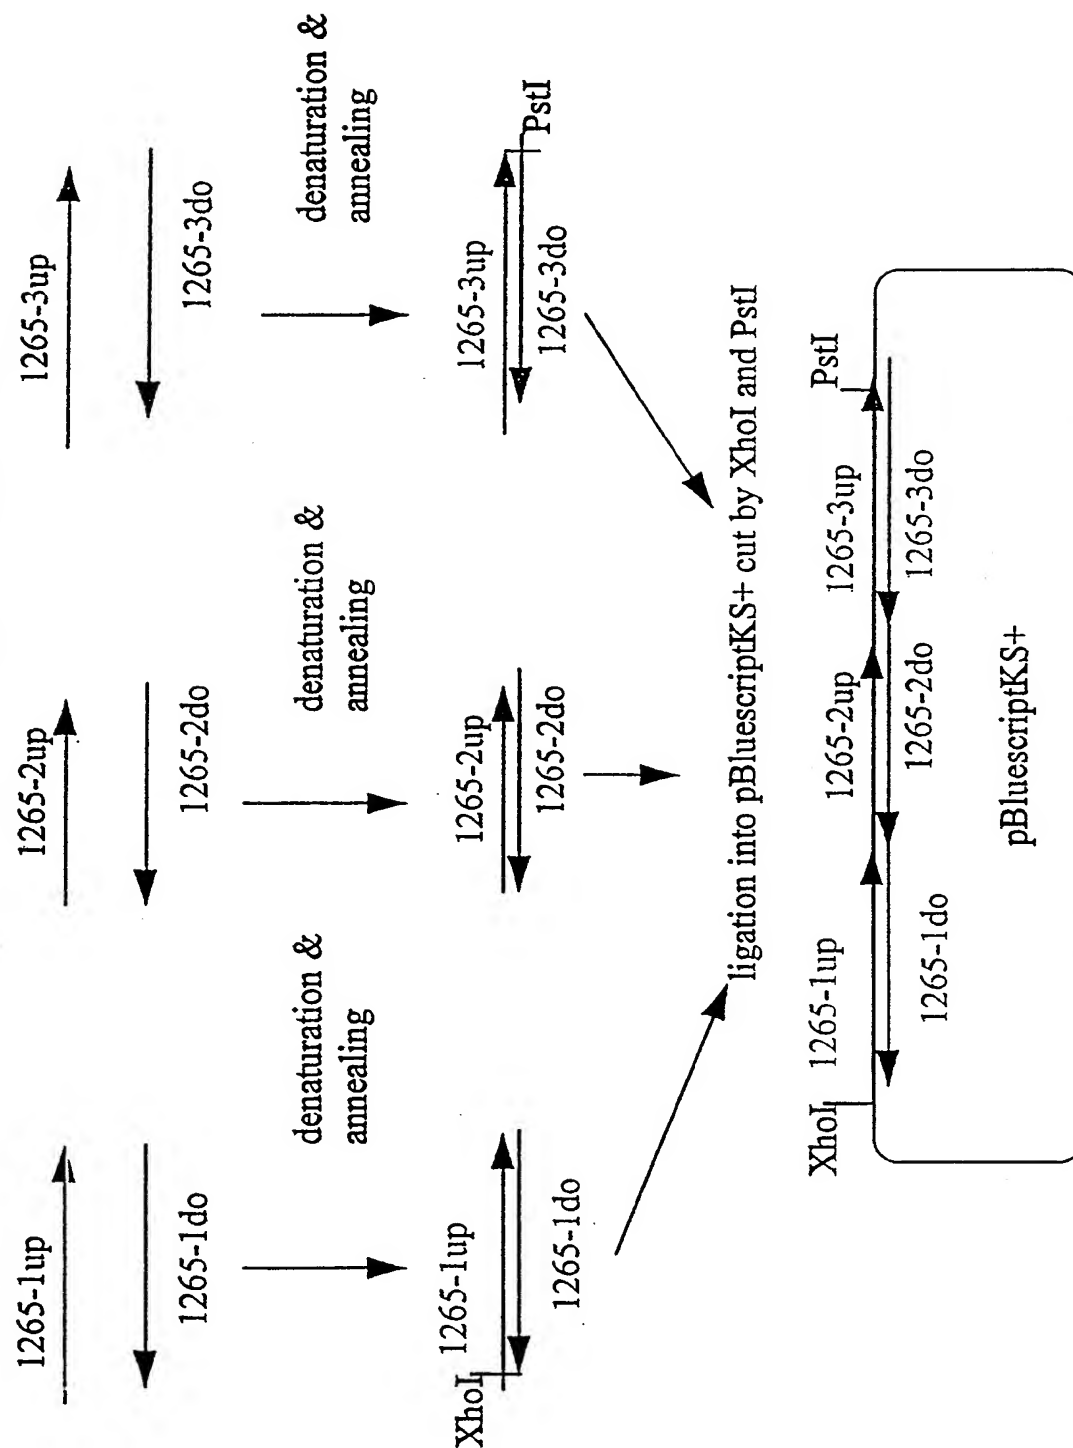 1265-1up
1265-2up
1265-3up
1265-1do
1265-2do
1265-3do
denaturation &
annealing
denaturation &
annealing
denaturation &
annealing
XhoI
1265-1up
1265-1do
1265-2up
1265-2do
1265-3up
1265-3do
PstI
ligation into pBluescriptKS+ cut by XhoI and PstI
XhoI
1265-1up
1265-2up
1265-3up
PstI
1265-1do
1265-2do
1265-3do
pBluescriptKS+